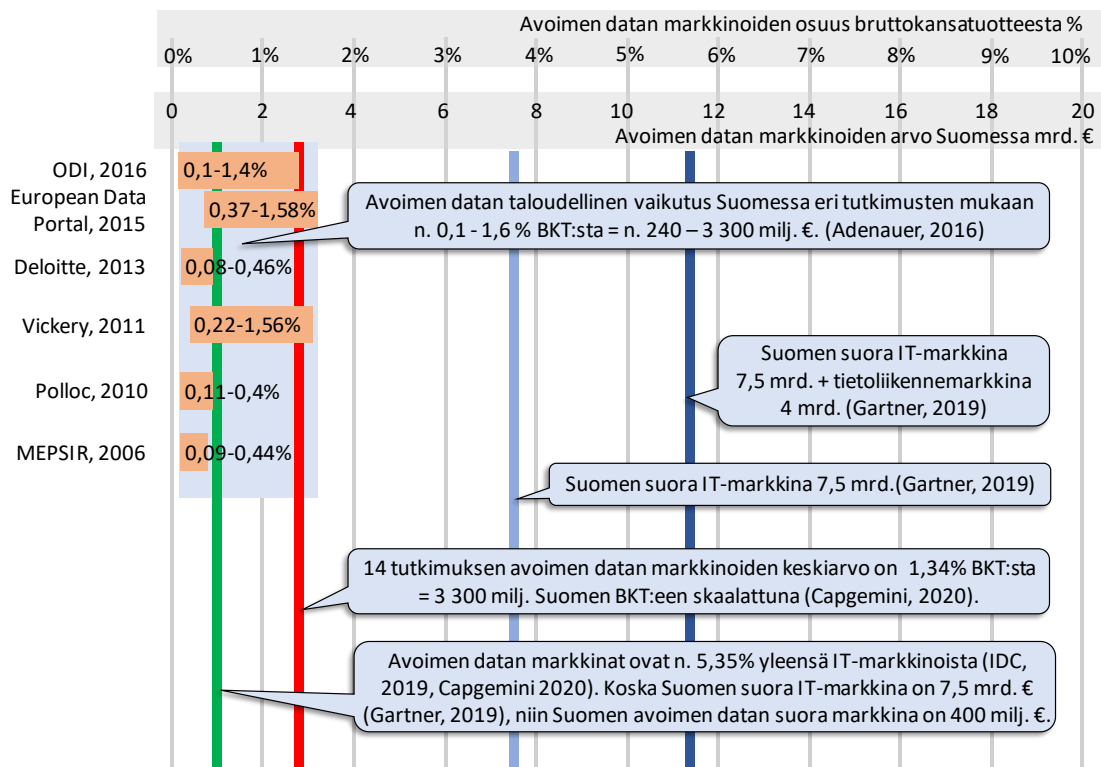 Avoimen datan markkinoiden osuus bruttokansatuotteesta %
0% 1% 2% 3% 4% 5% 6% 7% 8% 9% 10%
0 2 4 6 8 10 12 14 16 18 20
Avoimen datan markkinoiden arvo Suomessa mrd. €
ODI, 2016
0,1-1,4%
European Data
Portal, 2015
0,37-1,58%
Avoimen datan taloudellinen vaikutus Suomessa eri tutkimusten mukaan
n. 0,1 - 1,6 % BKT:sta = n. 240 – 3 300 milj. €. (Adenauer, 2016)
Deloitte, 2013
0,08-0,46%
Vickery, 2011
0,22-1,56%
Suomen suora IT-markkina
7,5 mrd. + tietoliikennemarkkina
4 mrd. (Gartner, 2019)
Polloc, 2010
0,11-0,4%
MEPSIR, 2006
0,09-0,44%
Suomen suora IT-markkina 7,5 mrd.(Gartner, 2019)
14 tutkimuksen avoimen datan markkinoiden keskiarvo on 1,34% BKT:sta
= 3 300 milj. Suomen BKT:een skaalattuna (Capgemini, 2020).
Avoimen datan markkinat ovat n. 5,35% yleensä IT-markkinoista (IDC,
2019, Capgemini 2020). Koska Suomen suora IT-markkina on 7,5 mrd. €
(Gartner, 2019), niin Suomen avoimen datan suora markkina on 400 milj. €.